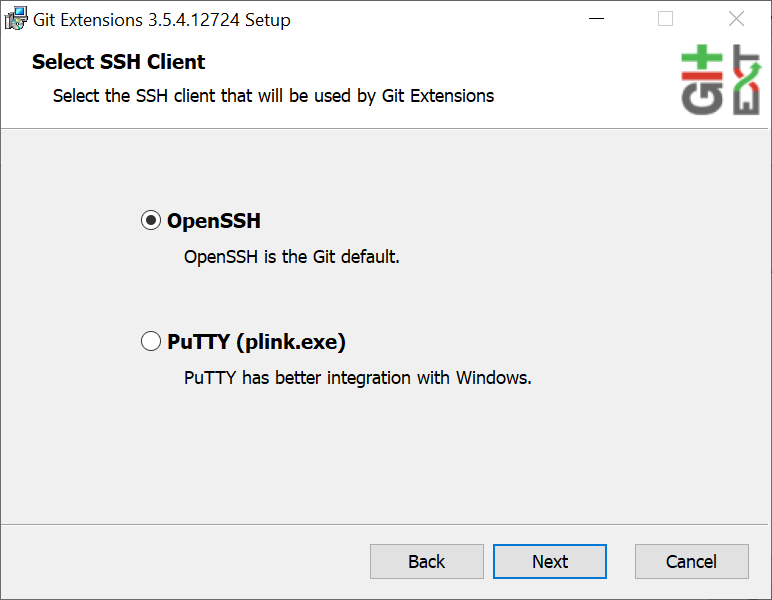 Git Extensions 3.5.4.12724 Setup
Select SSH Client
Select the SSH client that will be used by Git Extensions
Git EXT
OpenSSH
OpenSSH is the Git default.
PuTTY (plink.exe)
PuTTY has better integration with Windows.
Back Next Cancel